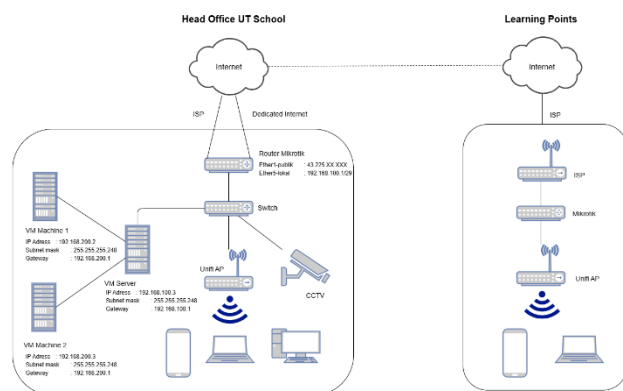 Head Office UT School
Learning Points
Internet
Internet
ISP
Dedicated Internet
ISP
Router Mikrotik
Ether1-publik : 43.225.XX.XXX
Ether5-lokal : 192.168.100.1/29
ISP
Switch
Mikrotik
VM Machine 1
IP Adress : 192.168.200.2
Subnet mask : 255.255.255.248
Gateway : 192.168.200.1
Unifi AP
CCTV
Unifi AP
VM Server
IP Adress : 192.168.100.3
Subnet mask : 255.255.255.248
Gateway : 192.168.100.1
VM Machine 2
IP Adress : 192.168.200.3
Subnet mask : 255.255.255.248
Gateway : 192.168.200.1